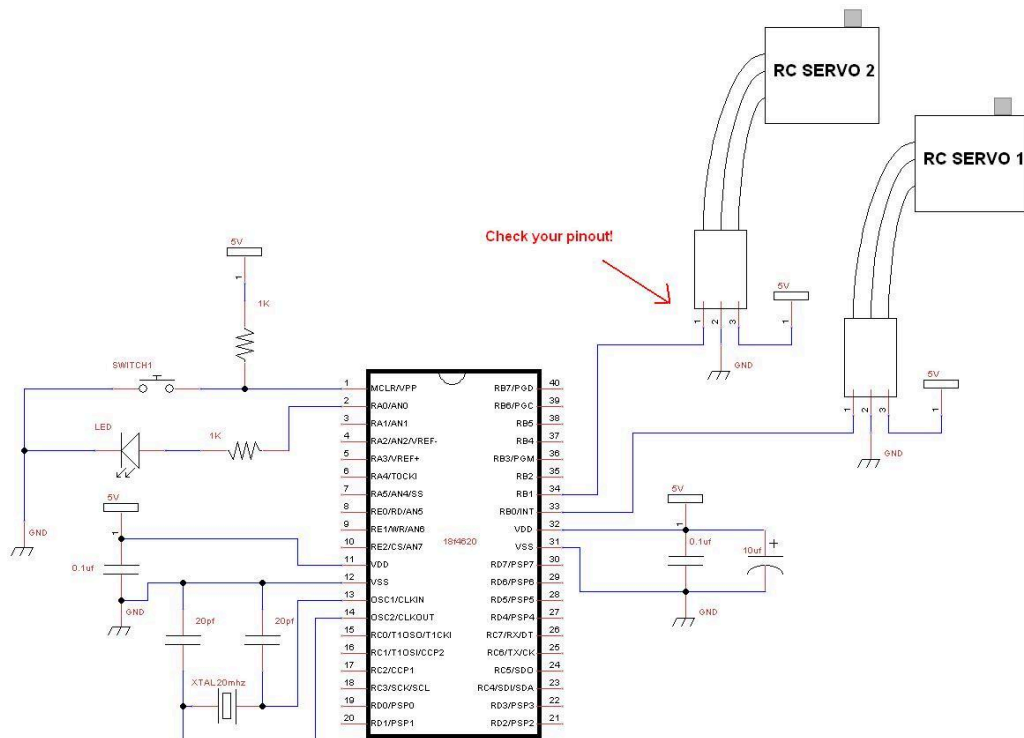 RC SERVO 2
RC SERVO 1
Check your pinout!
5V
1
1K
SWITCH1
LED
1K
GND
5V
1
0.1uf
GND
20pf
20pf
XTAL20mhz
1 2 3
5V
1
GND
1 2 3
5V
1
GND
5V
1
0.1uf
+
10uf
GND
18f4620
1 MCLR/VPP RB7/PGD 40
2 RA0/AN0 RB6/PGC 39
3 RA1/AN1 RB5 38
4 RA2/AN2/VREF- RB4 37
5 RA3/VREF+ RB3/PGM 36
6 RA4/TOCKI RB2 35
7 RA5/AN4/SS RB1 34
8 RE0/RD/AN5 RB0/INT 33
9 RE1/WR/AN6 VDD 32
10 RE2/CS/AN7 VSS 31
11 VDD RD7/PSP7 30
12 VSS RD6/PSP6 29
13 OSC1/CLKIN RD5/PSP5 28
14 OSC2/CLKOUT RD4/PSP4 27
15 RC0/T1OSO/T1CKI RC7/RX/DT 26
16 RC1/T1OSI/CCP2 RC6/TX/CK 25
17 RC2/CCP1 RC5/SDO 24
18 RC3/SCK/SCL RC4/SDI/SDA 23
19 RD0/PSP0 RD3/PSP3 22
20 RD1/PSP1 RD2/PSP2 21